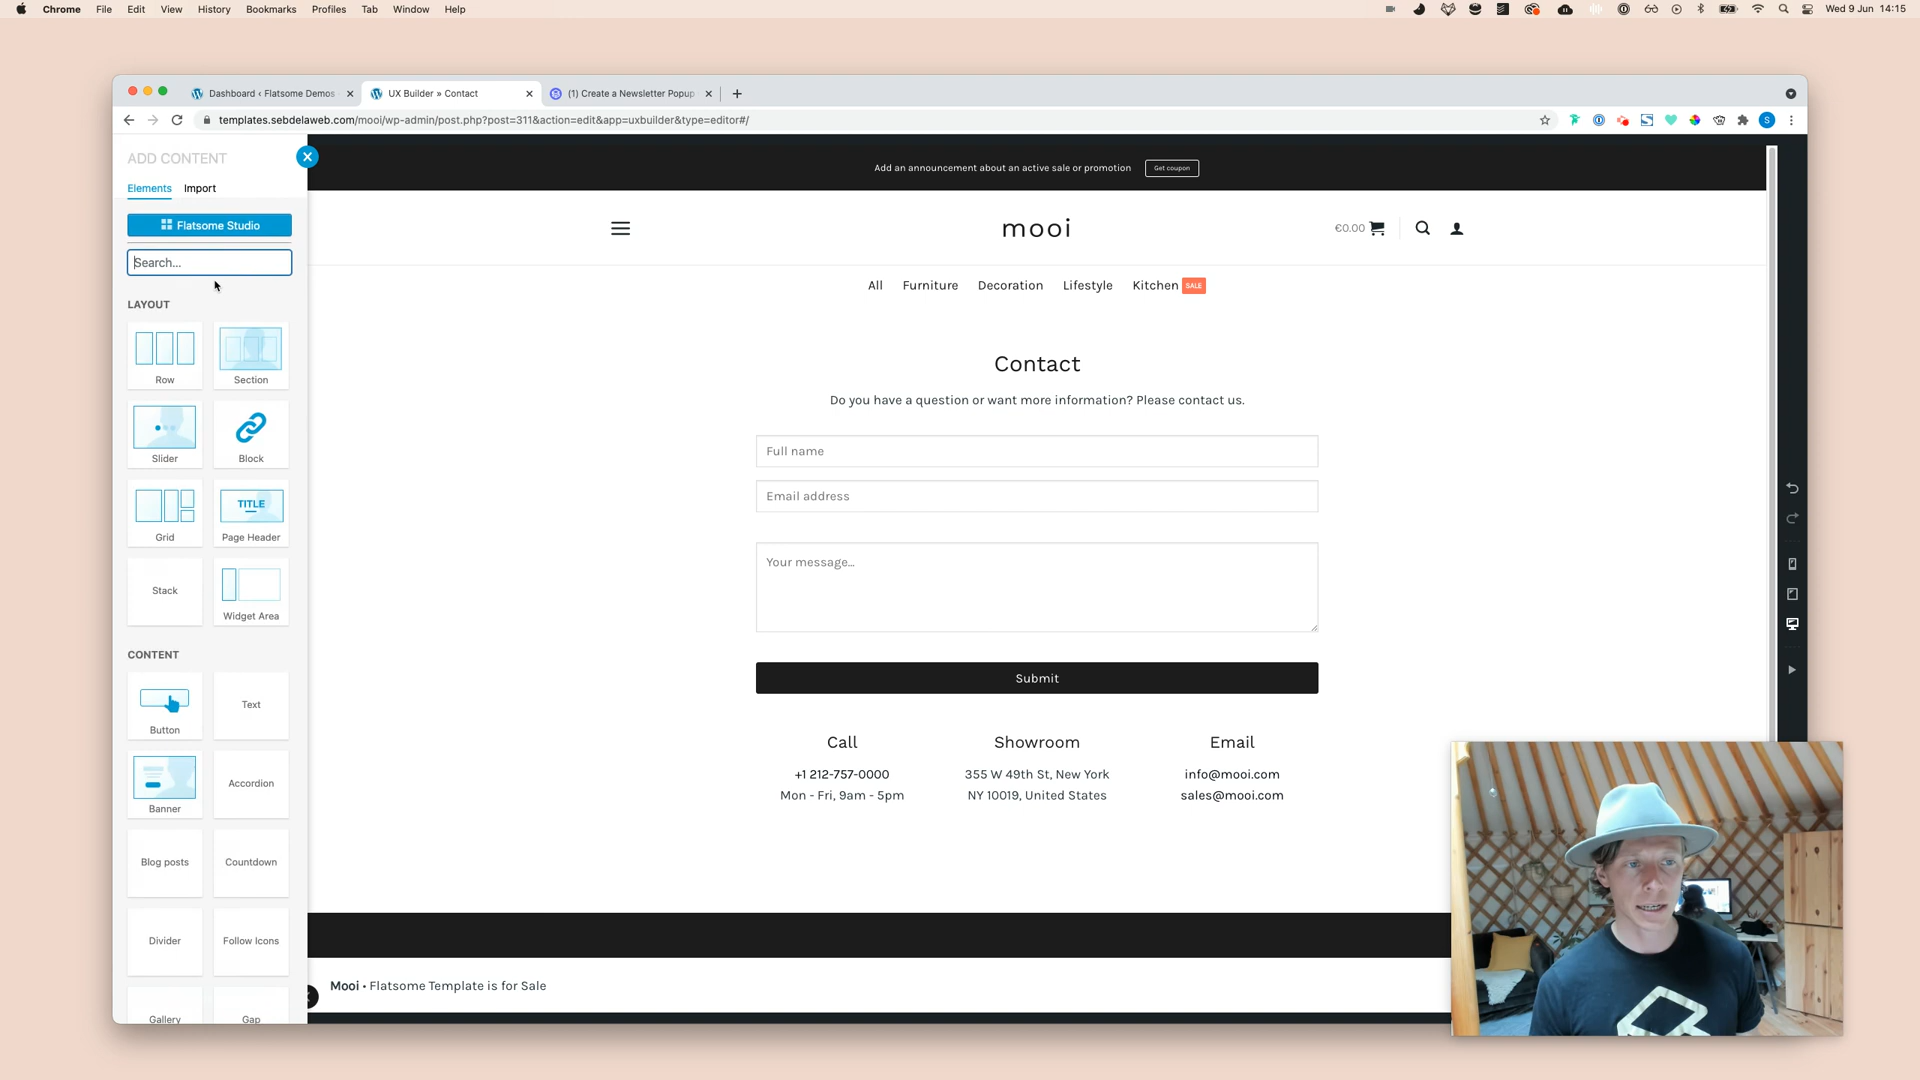 Chrome File Edit View History Bookmarks Profiles Tab Window Help Wed 9 Jun 14:15
Dashboard ‹ Flatsome Demos UX Builder » Contact (1) Create a Newsletter Popup
templates.sebdelaweb.com/mooi/wp-admin/post.php?post=311&action=edit&app=uxbuilder&type=editor#/ S
ADD CONTENT
Elements Import
Flatsome Studio
Search...
LAYOUT
Row Section
Slider Block
TITLE
Grid Page Header
Stack Widget Area
CONTENT
Button Text
Banner Accordion
Blog posts Countdown
Divider Follow Icons
Gallery Gap
Add an announcement about an active sale or promotion Get coupon
mooi €0.00
All Furniture Decoration Lifestyle Kitchen SALE
Contact
Do you have a question or want more information? Please contact us.
Full name
Email address
Your message...
Submit
Call Showroom Email
+1 212-757-0000 355 W 49th St, New York info@mooi.com
Mon - Fri, 9am - 5pm NY 10019, United States sales@mooi.com
Mooi • Flatsome Template is for Sale